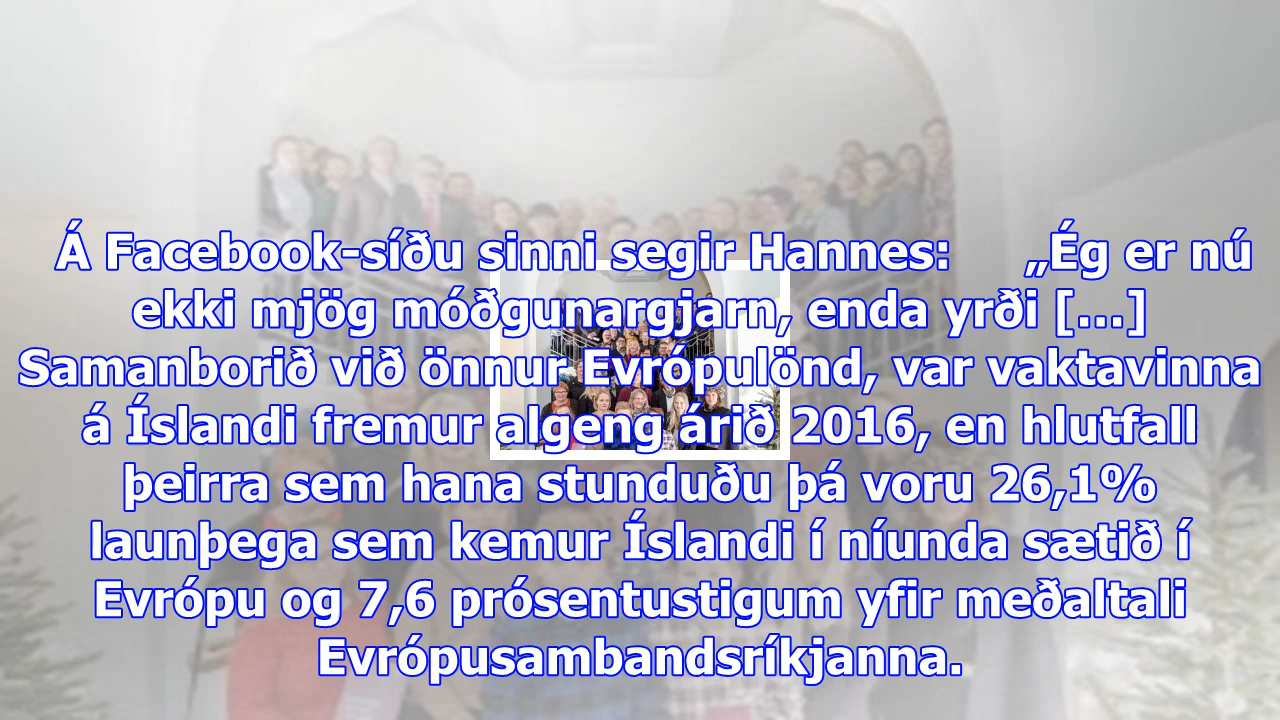 Á Facebook-síðu sinni segir Hannes: „Ég er nú
ekki mjög móðgunargjarn, enda yrði [...]
Samanborið við önnur Evrópulönd, var vaktavinna
á Íslandi fremur algeng árið 2016, en hlutfall
þeirra sem hana stunduðu þá voru 26,1%
launþega sem kemur Íslandi í níunda sætið í
Evrópu og 7,6 prósentustigum yfir meðaltali
Evrópusambandsríkjanna.